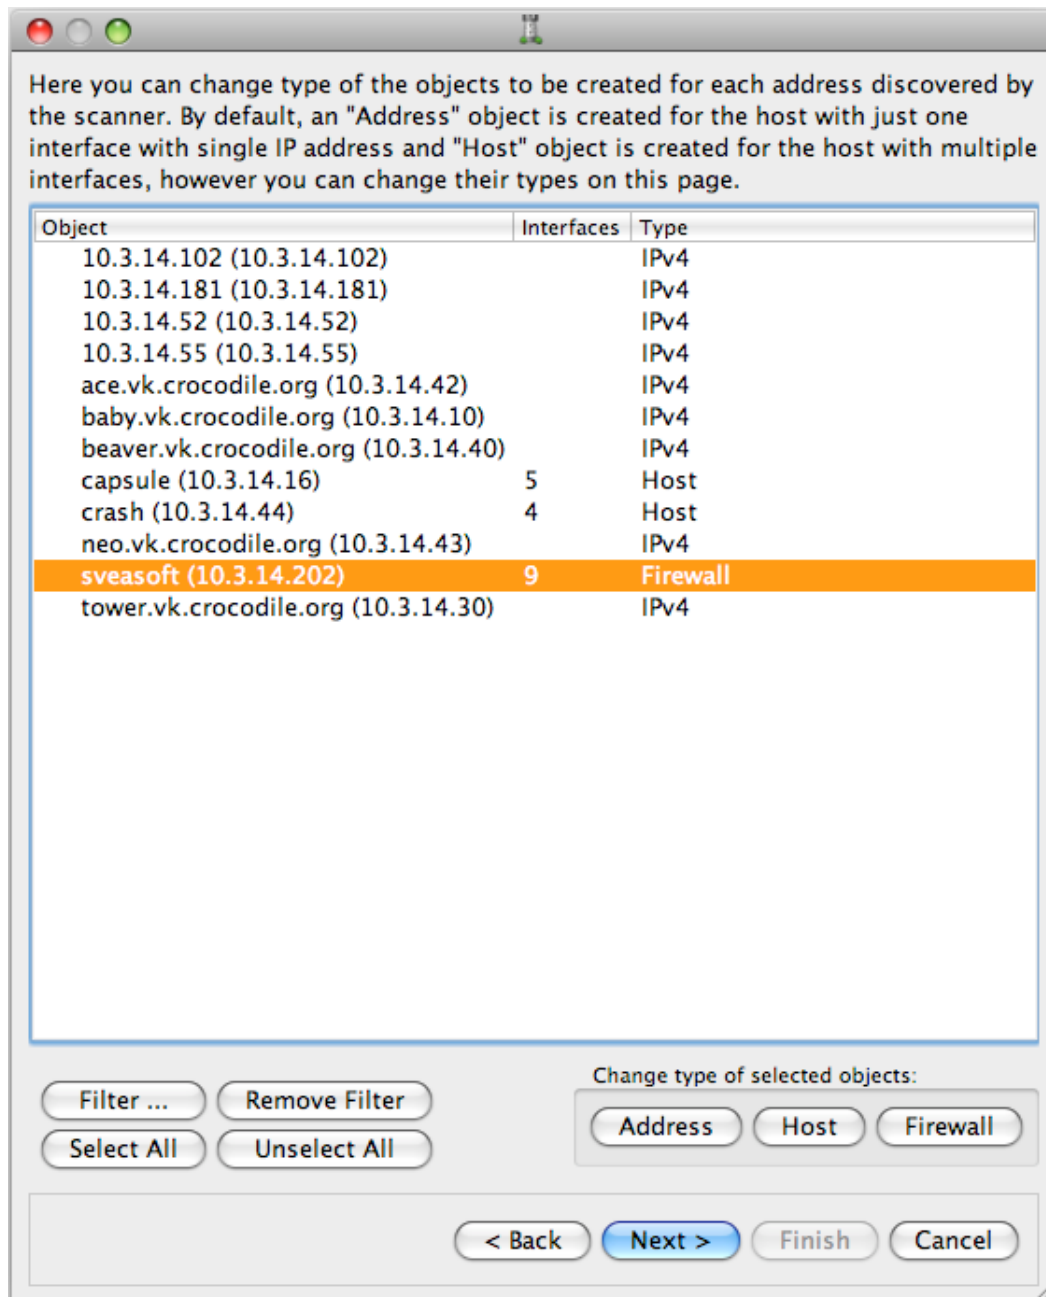 Here you can change type of the objects to be created for each address discovered by
the scanner. By default, an "Address" object is created for the host with just one
interface with single IP address and "Host" object is created for the host with multiple
interfaces, however you can change their types on this page.
Object Interfaces Type
10.3.14.102 (10.3.14.102) IPv4
10.3.14.181 (10.3.14.181) IPv4
10.3.14.52 (10.3.14.52) IPv4
10.3.14.55 (10.3.14.55) IPv4
ace.vk.crocodile.org (10.3.14.42) IPv4
baby.vk.crocodile.org (10.3.14.10) IPv4
beaver.vk.crocodile.org (10.3.14.40) IPv4
capsule (10.3.14.16) 5 Host
crash (10.3.14.44) 4 Host
neo.vk.crocodile.org (10.3.14.43) IPv4
sveasoft (10.3.14.202) 9 Firewall
tower.vk.crocodile.org (10.3.14.30) IPv4
Change type of selected objects:
Filter ... Remove Filter Address Host Firewall
Select All Unselect All
< Back Next > Finish Cancel